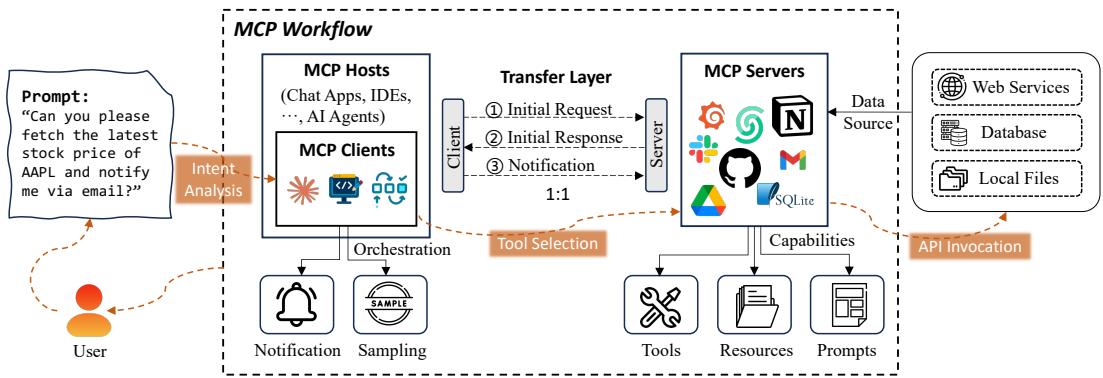 MCP Workflow
Prompt:
“Can you please
fetch the latest
stock price of
AAPL and notify
me via email?”
User
Intent
Analysis
MCP Hosts
(Chat Apps, IDEs,
⋯, AI Agents)
MCP Clients
</>
Orchestration
Notification
SAMPLE
Sampling
Transfer Layer
Client
① Initial Request
② Initial Response
③ Notification
1:1
Server
Tool Selection
MCP Servers
N
SQLite
Capabilities
Tools
Resources
Prompts
Data
Source
API Invocation
Web Services
Database
Local Files